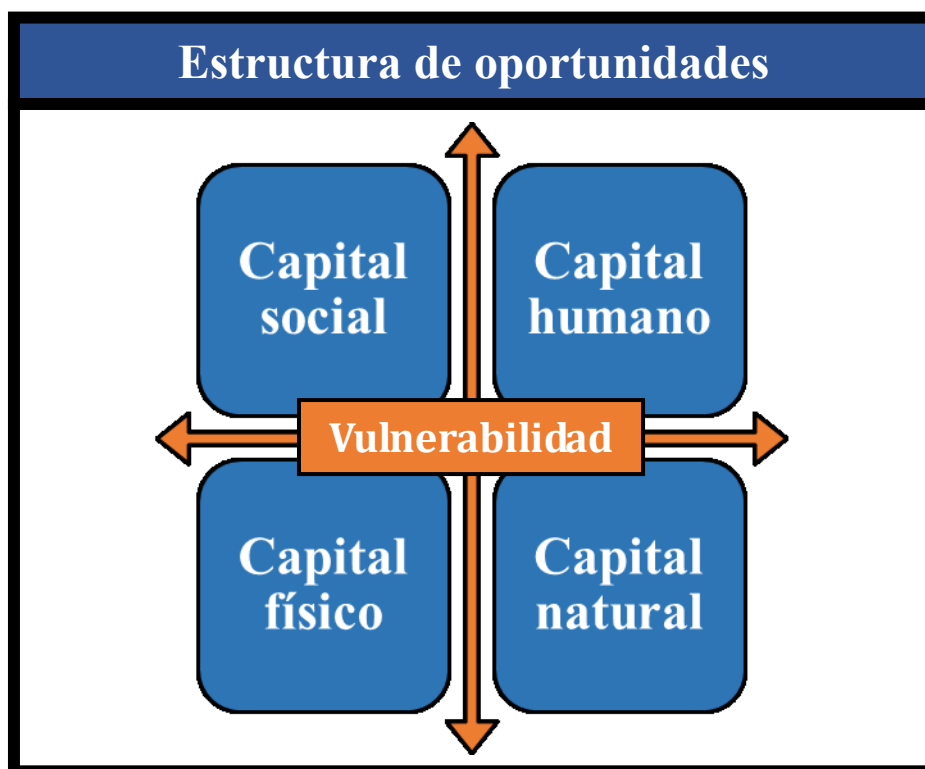 Estructura de oportunidades
Capital
social
Capital
humano
Vulnerabilidad
Capital
físico
Capital
natural